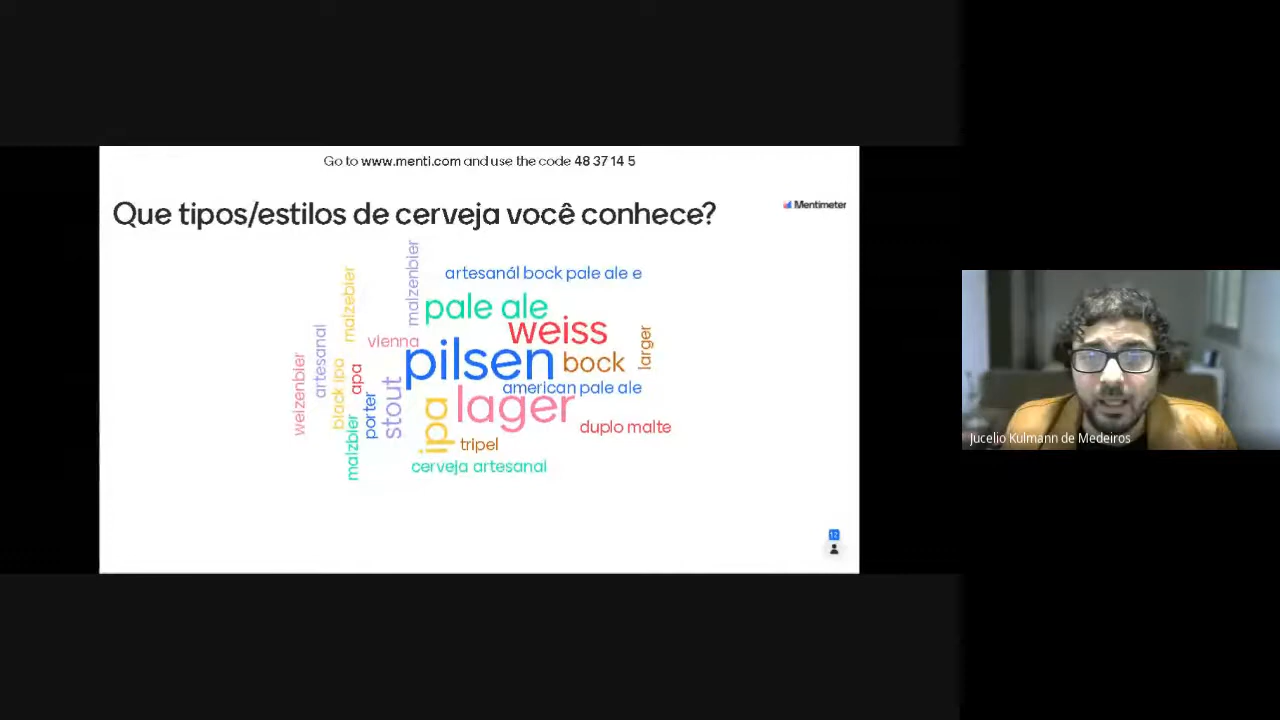 Go to www.menti.com and use the code 48 37 14 5
Que tipos/estilos de cerveja você conhece?
Mentimeter
malzenbier
malzebier
artesanál bock pale ale e
pale ale
weiss
artesanal
larger
vienna
pilsen
bock
weizenbier
black ipa
apa
stout
american pale ale
porter
lager
ipa
malzbier
duplo malte
tripel
cerveja artesanal
12
Jucelio Kulmann de Medeiros